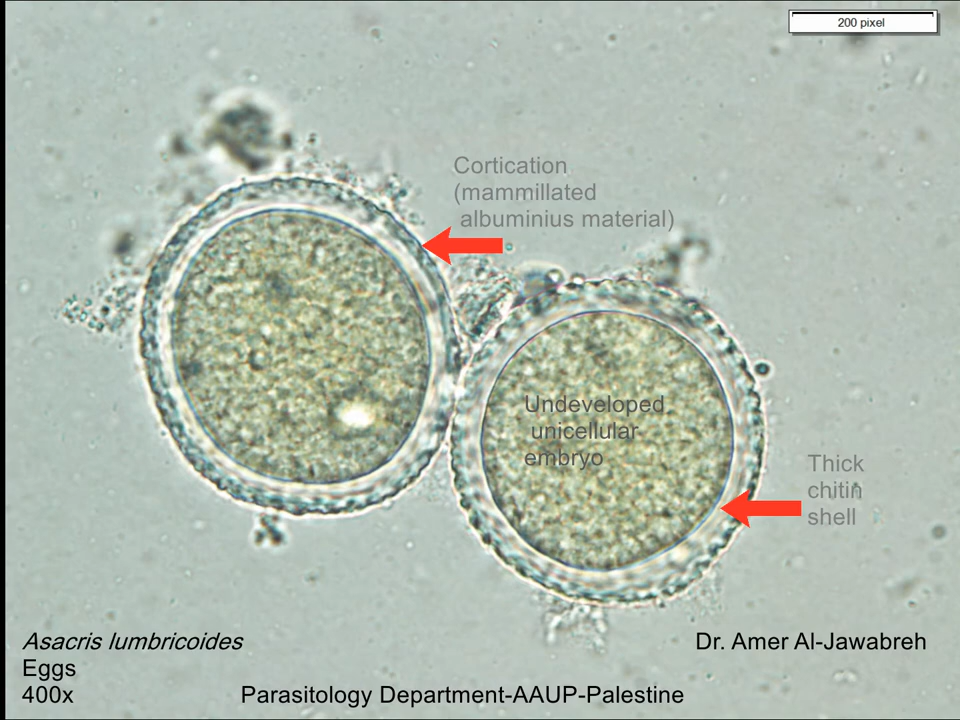 200 pixel
Cortication
(mammillated
albuminius material)
Undeveloped
unicellular
embryo
Thick
chitin
shell
Asacris lumbricoides
Eggs
400x
Dr. Amer Al-Jawabreh
Parasitology Department-AAUP-Palestine